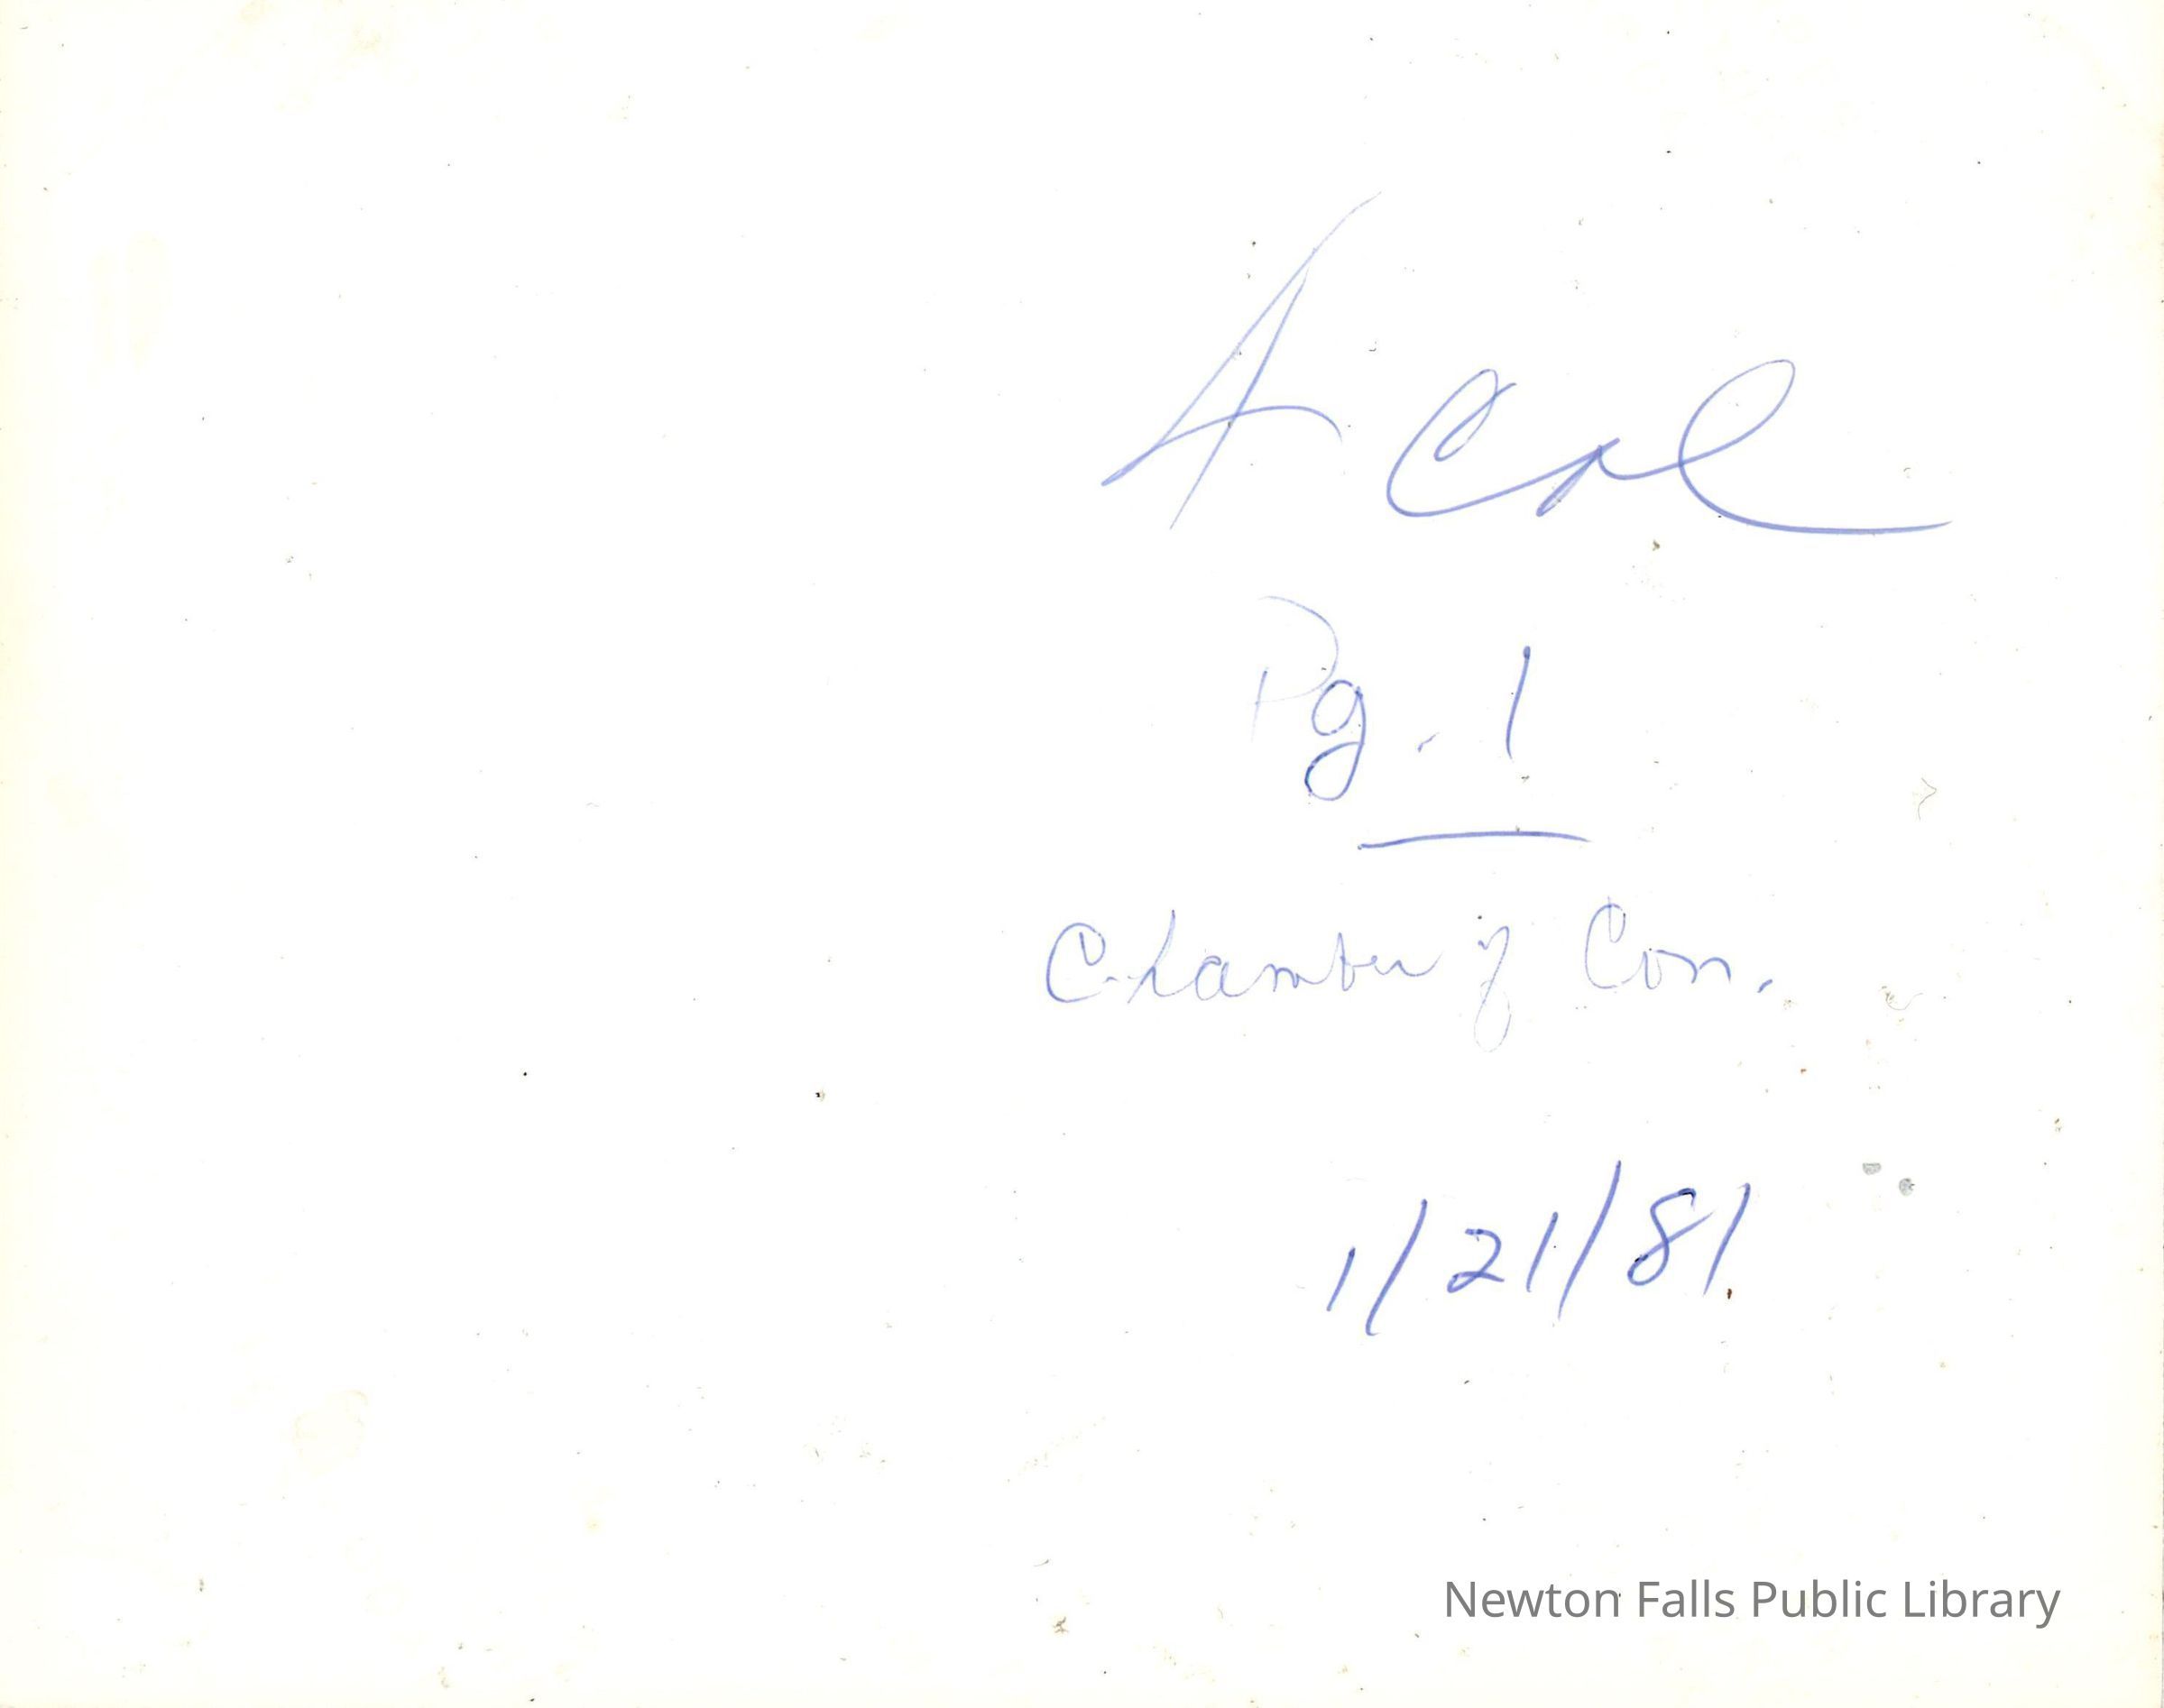 4 Col
Pg. 1
Chamber of Com.
1/21/81
Newton Falls Public Library